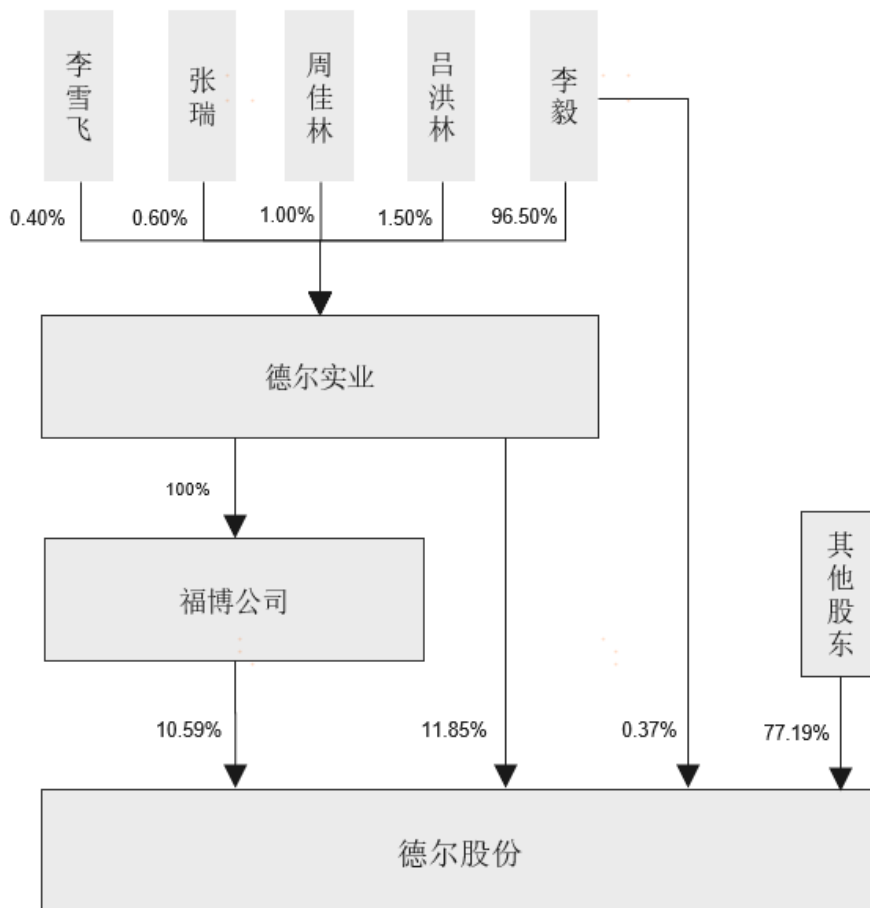 李雪飞
张瑞
周佳林
吕洪林
李毅
0.40%
0.60%
1.00%
1.50%
96.50%
德尔实业
100%
福博公司
其他股东
10.59%
11.85%
0.37%
77.19%
德尔股份